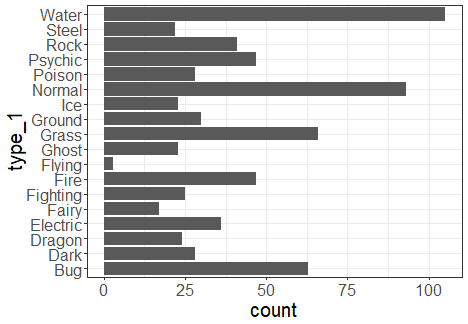 Water
Steel
Rock
Psychic
Poison
Normal
Ice
Ground
Grass
Ghost
Flying
Fire
Fighting
Fairy
Electric
Dragon
Dark
Bug
type_1
0 25 50 75 100
count